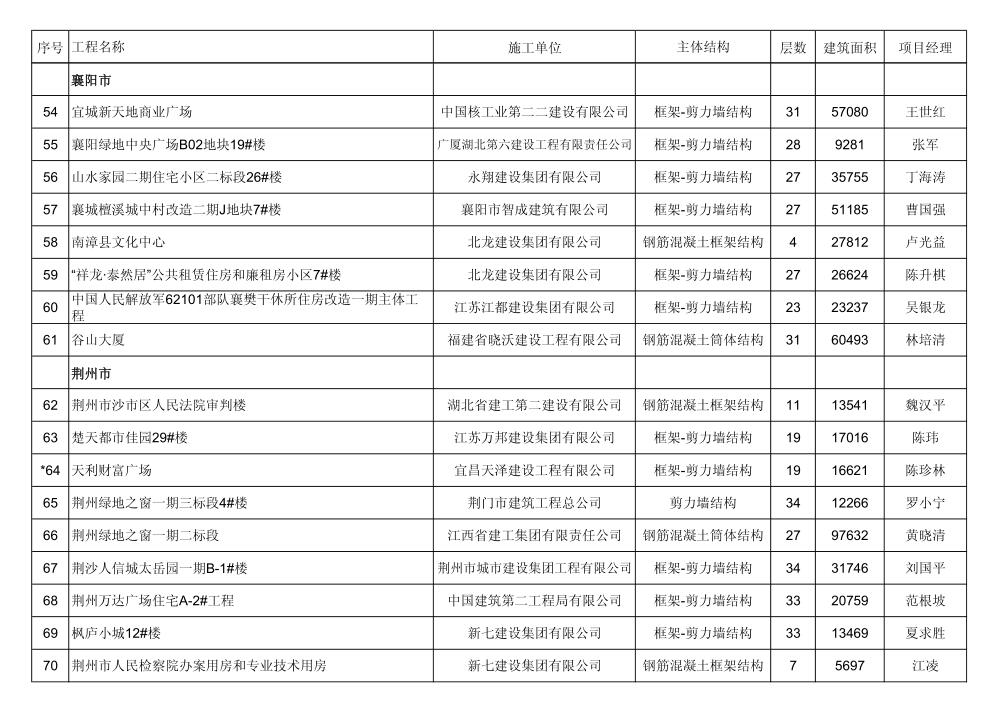 序号 工程名称 施工单位 主体结构 层数 建筑面积 项目经理
襄阳市
54 宜城新天地商业广场 中国核工业第二二建设有限公司 框架-剪力墙结构 31 57080 王世红
55 襄阳绿地中央广场B02地块19#楼 广厦湖北第六建设工程有限责任公司 框架-剪力墙结构 28 9281 张军
56 山水家园二期住宅小区二标段26#楼 永翔建设集团有限公司 框架-剪力墙结构 27 35755 丁海涛
57 襄城檀溪城中村改造二期J地块7#楼 襄阳市智成建筑有限公司 框架-剪力墙结构 27 51185 曹国强
58 南漳县文化中心 北龙建设集团有限公司 钢筋混凝土框架结构 4 27812 卢光益
59 “祥龙·泰然居”公共租赁住房和廉租房小区7#楼 北龙建设集团有限公司 框架-剪力墙结构 27 26624 陈升棋
60 中国人民解放军62101部队襄樊干休所住房改造一期主体工
程 江苏江都建设集团有限公司 框架-剪力墙结构 23 23237 吴银龙
61 谷山大厦 福建省晓沃建设工程有限公司 钢筋混凝土筒体结构 31 60493 林培清
荆州市
62 荆州市沙市区人民法院审判楼 湖北省建工第二建设有限公司 钢筋混凝土框架结构 11 13541 魏汉平
63 楚天都市佳园29#楼 江苏万邦建设集团有限公司 框架-剪力墙结构 19 17016 陈玮
*64 天利财富广场 宜昌天泽建设工程有限公司 框架-剪力墙结构 19 16621 陈珍林
65 荆州绿地之窗一期三标段4#楼 荆门市建筑工程总公司 剪力墙结构 34 12266 罗小宁
66 荆州绿地之窗一期二标段 江西省建工集团有限责任公司 钢筋混凝土筒体结构 27 97632 黄晓清
67 荆沙人信城太岳园一期B-1#楼 荆州市城市建设集团工程有限公司 框架-剪力墙结构 34 31746 刘国平
68 荆州万达广场住宅A-2#工程 中国建筑第二工程局有限公司 框架-剪力墙结构 33 20759 范根坡
69 枫庐小城12#楼 新七建设集团有限公司 框架-剪力墙结构 33 13469 夏求胜
70 荆州市人民检察院办案用房和专业技术用房 新七建设集团有限公司 钢筋混凝土框架结构 7 5697 江凌